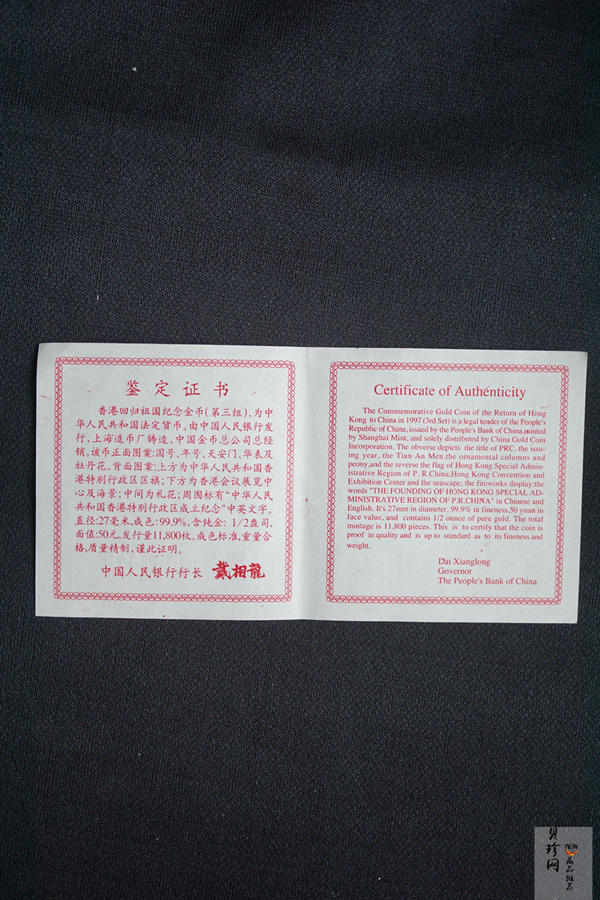 鉴定证书
香港回归祖国纪念金币(第三组),为中
华人民共和国法定货币。由中国人民银行发
行,上海造币厂铸造,中国金币总公司总经
销,该币正面图案:国号、年号、天安门、华表及
牡丹花,背面图案:上方为中华人民共和国香
港特别行政区区旗;下方为香港会议展览中
心及海景;中间为礼花;周围标有“中华人民
共和国香港特别行政区成立纪念”中英文字。
直径:27毫米,成色:99.9%,含纯金:1/2盎司,
面值:50元,发行量11,800枚。成色标准,重量合
格,质量精制,谨此证明。
中国人民银行行长 戴相龍
Certificate of Authenticity
The Commemorative Gold Coin of the Return of Hong
Kong to China in 1997 (3rd Set) is a legal tender of the People's
Republic of China, issued by the People's Bank of China,minted
by Shanghai Mint, and solely distributed by China Gold Coin
Incorporation. The obverse depicts the title of PRC, the issu-
ing year, the Tian An Men,the ornamental columns and
peony,and the reverse the flag of Hong Kong Special Admin-
istrative Region of P. R.China;Hong Kong Convention and
Exhibition Center and the seascape; the fireworks display;the
words "THE FOUNDING OF HONG KONG SPECIAL AD-
MINISTRATIVE REGION OF P.R.CHINA" in Chinese and
English. It's 27mm in diameter, 99.9% in fineness,50 yuan in
face value, and contains 1/2 ounce of pure gold. The total
mintage is 11,800 pieces. This is to certify that the coin is
proof in quality and is up to standard as to its fineness and
weight.
Dai Xianglong
Governor
The People's Bank of China
貝珍网
藏品推荐